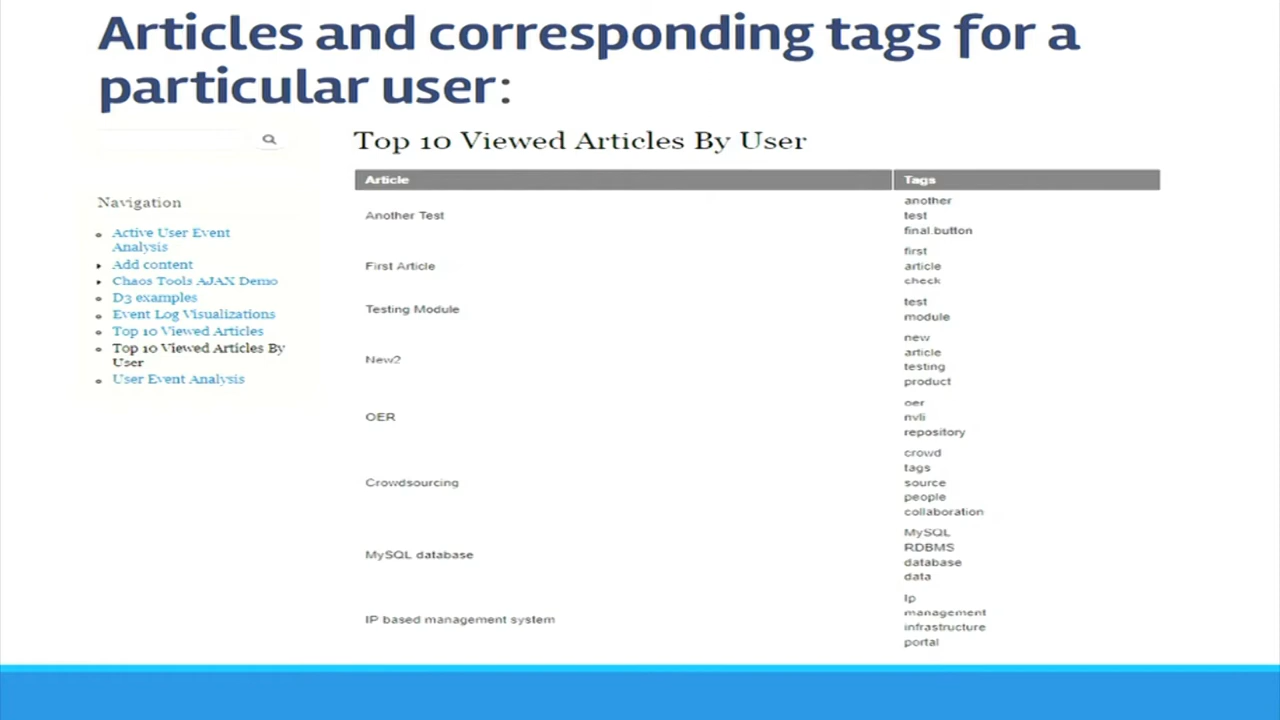 Articles and corresponding tags for a
particular user:
Navigation
Active User Event
Analysis
Add content
Chaos Tools AJAX Demo
D3 examples
Event Log Visualizations
Top 10 Viewed Articles
Top 10 Viewed Articles By
User
User Event Analysis
Top 10 Viewed Articles By User
Article Tags
Another Test
another
test
final.button
First Article
first
article
check
Testing Module
test
module
New2
new
article
testing
product
OER
oer
nvli
repository
Crowdsourcing
crowd
tags
source
people
collaboration
MySQL database
MySQL
RDBMS
database
data
IP based management system
Ip
management
infrastructure
portal